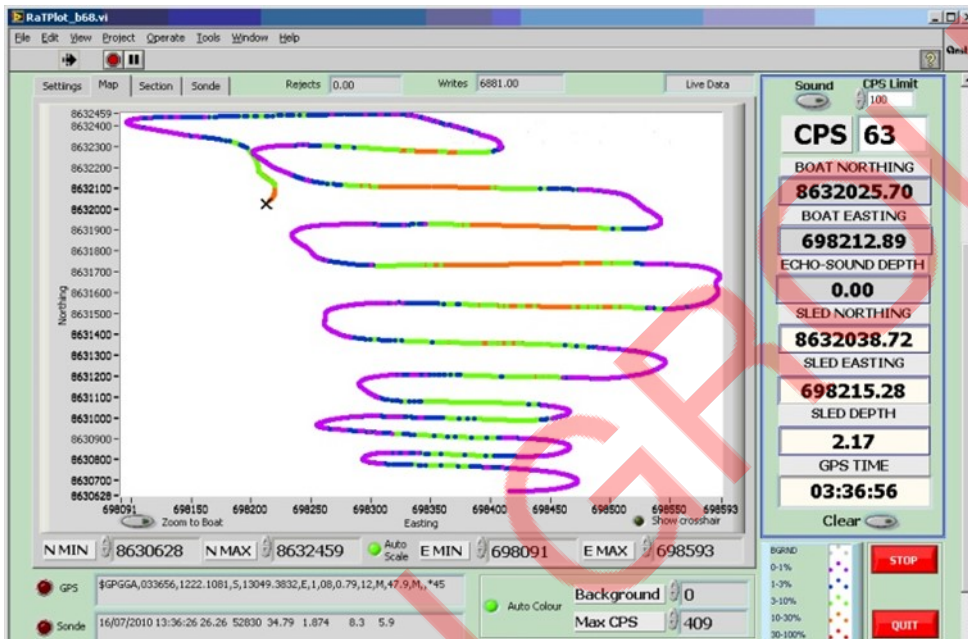 RaTPlot_b68.vi
File Edit View Project Operate Tools Window Help
Settings Map Section Sonde Rejects 0.00 Writes 6881.00 Live Data
8632459
8632400
8632300
8632200
8632100
8632000
8631900
8631800
8631700
8631600
8631500
8631400
8631300
8631200
8631100
8631000
8630900
8630800
8630700
8630628
Northing
698091 698150 698200 698250 698300 698350 698400 698450 698500 698550 698593
Zoom to Boat Easting Show crosshair
N MIN 8630628 N MAX 8632459 Auto Scale E MIN 698091 E MAX 698593
GPS $GPGGA,033656,1222.1081,S,13049.3832,E,1,08,0.79,12,M,47.9,M,,*45
Sonde 16/07/2010 13:36:26 26.26 52830 34.79 1.874 8.3 5.9
Auto Colour
Background 0
Max CPS 409
Sound CPS Limit
100
CPS 63
BOAT NORTHING
8632025.70
BOAT EASTING
698212.89
ECHO-SOUND DEPTH
0.00
SLED NORTHING
8632038.72
SLED EASTING
698215.28
SLED DEPTH
2.17
GPS TIME
03:36:56
Clear
BGRND
0-1%
1-3%
3-10%
10-30%
30-100%
STOP
QUIT